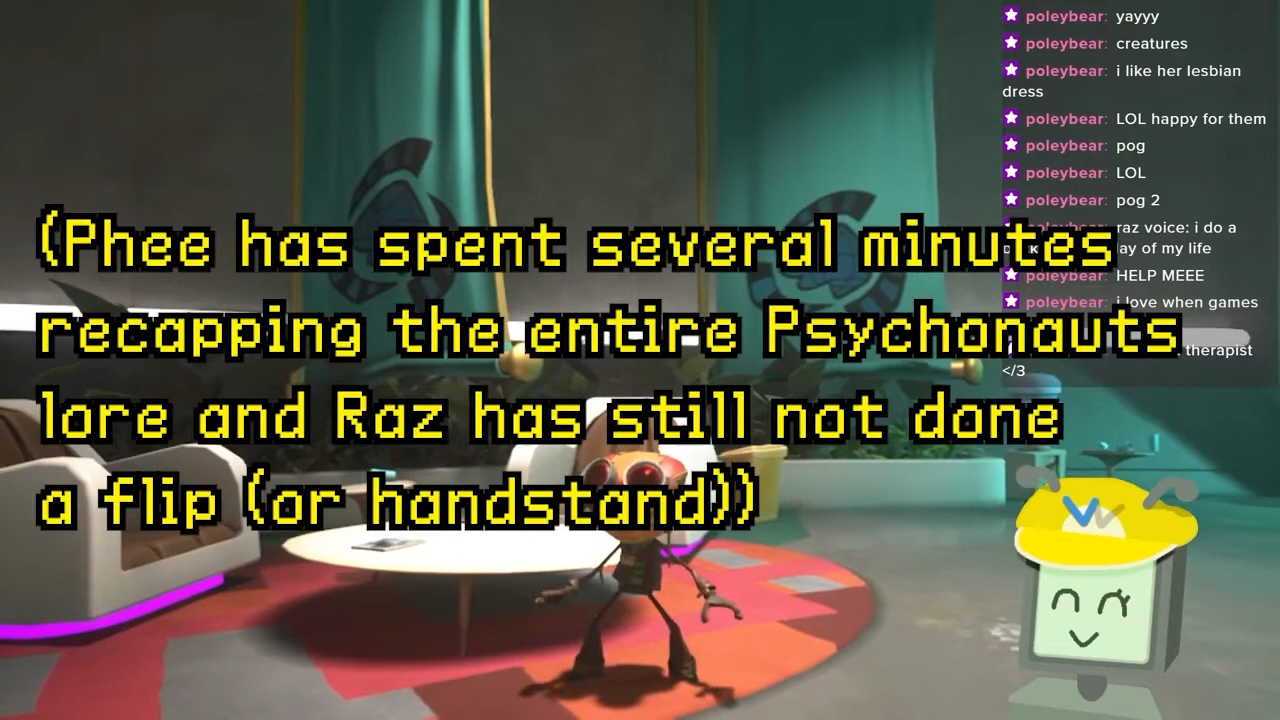 poleybear: yayyy
poleybear: creatures
poleybear: i like her lesbian
dress
poleybear: LOL happy for them
poleybear: pog
poleybear: LOL
poleybear: pog 2
raz voice: i do a
ay of my life
poleybear: HELP MEEE
poleybear: i love when games
therapist
</3
(Phee has spent several minutes
recapping the entire Psychonauts
lore and Raz has still not done
a flip (or handstand))